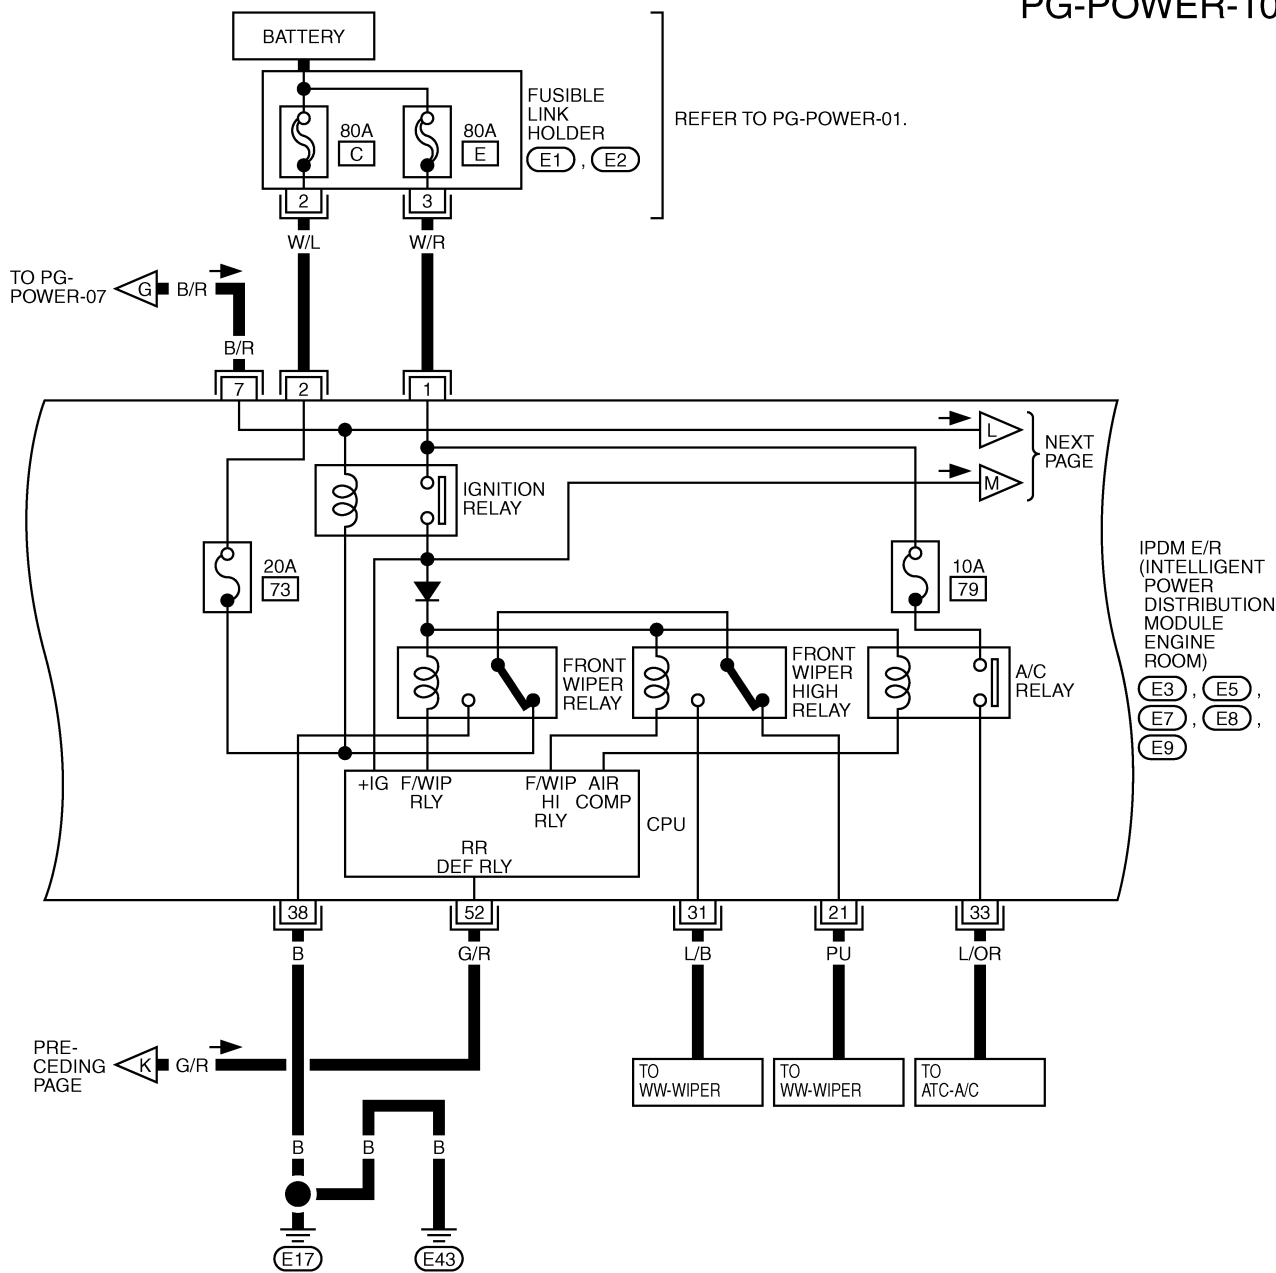 PG-POWER-10
BATTERY
80A
C
80A
E
FUSIBLE
LINK
HOLDER
E1 , E2
REFER TO PG-POWER-01.
2
3
W/L
W/R
TO PG-
POWER-07
G
B/R
B/R
7
2
1
L
M
NEXT
PAGE
IGNITION
RELAY
20A
73
10A
79
IPDM E/R
(INTELLIGENT
POWER
DISTRIBUTION
MODULE
ENGINE
ROOM)
E3 , E5 ,
E7 , E8 ,
E9
FRONT
WIPER
RELAY
FRONT
WIPER
HIGH
RELAY
A/C
RELAY
+IG
F/WIP
RLY
F/WIP
HI
RLY
AIR
COMP
CPU
RR
DEF RLY
38
52
31
21
33
B
G/R
L/B
PU
L/OR
PRE-
CEDING
PAGE
K
G/R
TO
WW-WIPER
TO
WW-WIPER
TO
ATC-A/C
B
B
B
E17
E43